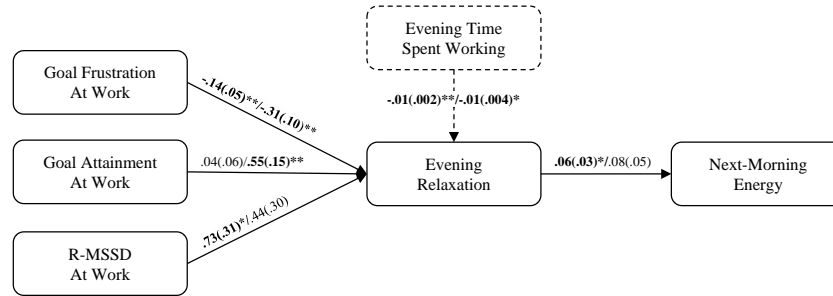 Evening Time
Spent Working
Goal Frustration
At Work
-.14(.05)**/-.31(.10)**
-.01(.002)**/-.01(.004)*
Goal Attainment
At Work
.04(.06)/.55(.15)**
Evening
Relaxation
.06(.03)*/.08(.05)
Next-Morning
Energy
.73(.31)*/.44(.30)
R-MSSD
At Work